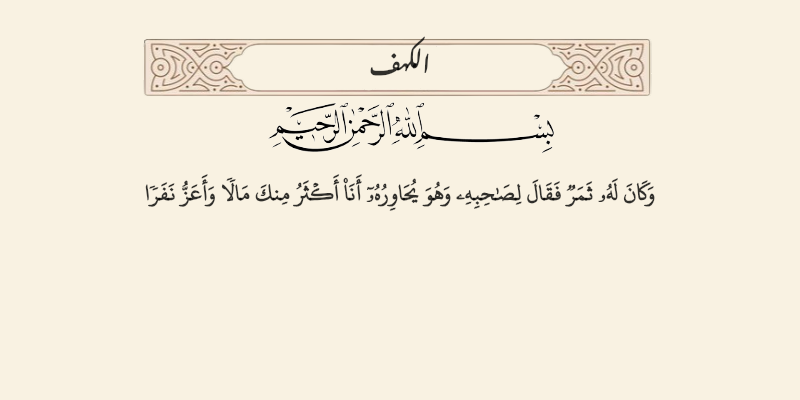 الكهف
بِسْمِ اللَّهِ الرَّحْمَٰنِ الرَّحِيمِ
وَكَانَ لَهُۥ ثَمَرٌ فَقَالَ لِصَـٰحِبِهِۦ وَهُوَ يُحَاوِرُهُۥٓ أَنَا۠ أَكْثَرُ مِنكَ مَالًا وَأَعَزُّ نَفَرًا